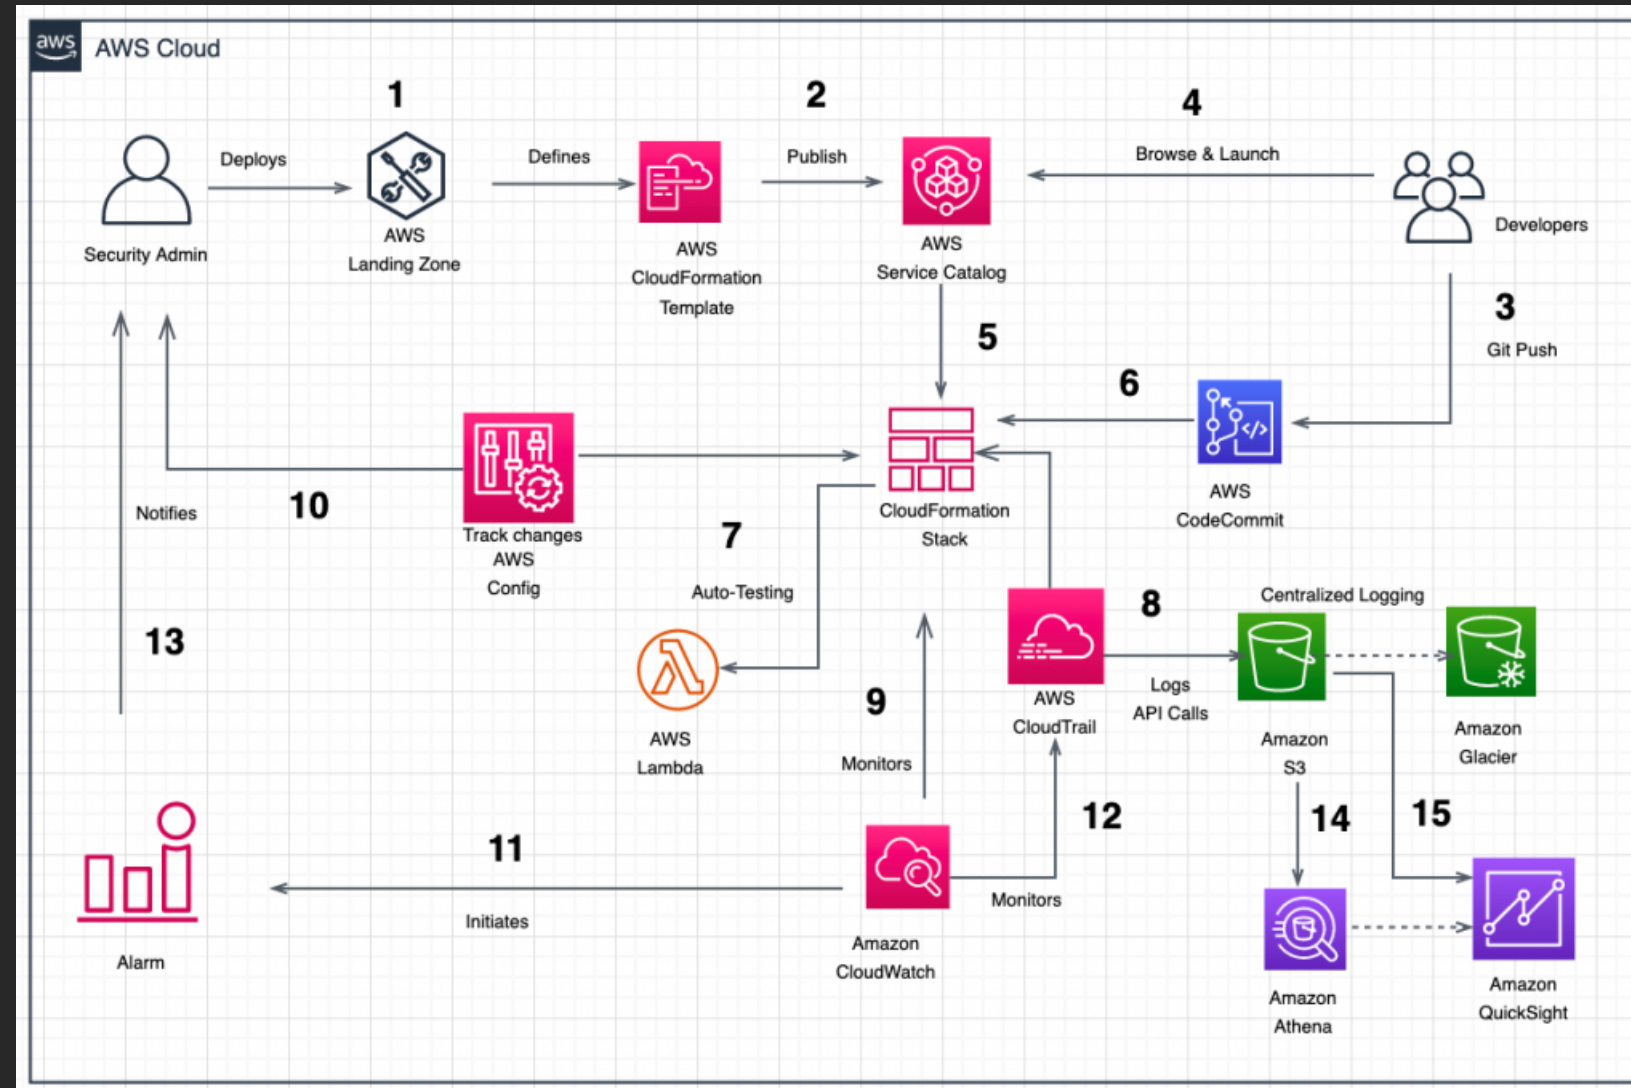 aws
AWS Cloud
1
2
4
Deploys
Defines
Publish
Browse & Launch
Security Admin
AWS
Landing Zone
AWS
CloudFormation
Template
AWS
Service Catalog
Developers
3
Git Push
5
6
10
Notifies
Track changes
AWS
Config
7
Auto-Testing
CloudFormation
Stack
</>
AWS
CodeCommit
13
AWS
Lambda
9
Monitors
AWS
CloudTrail
8
Logs
API Calls
Centralized Logging
Amazon
S3
Amazon
Glacier
11
Initiates
Alarm
Amazon
CloudWatch
12
Monitors
14
15
Amazon
Athena
Amazon
QuickSight